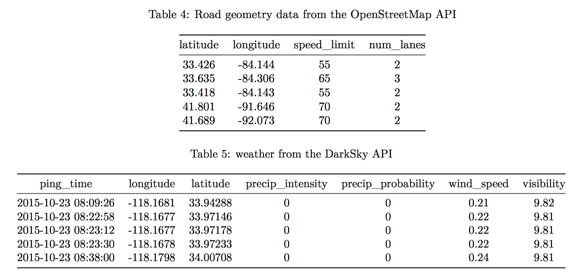 Table 4: Road geometry data from the OpenStreetMap API
latitude longitude speed_limit num_lanes
33.426 -84.144 55 2
33.635 -84.306 65 3
33.418 -84.143 55 2
41.801 -91.646 70 2
41.689 -92.073 70 2
Table 5: weather from the DarkSky API
ping_time longitude latitude precip_intensity precip_probability wind_speed visibility
2015-10-23 08:09:26 -118.1681 33.94288 0 0 0.21 9.82
2015-10-23 08:22:58 -118.1677 33.97146 0 0 0.22 9.81
2015-10-23 08:23:12 -118.1677 33.97178 0 0 0.22 9.81
2015-10-23 08:23:30 -118.1678 33.97233 0 0 0.22 9.81
2015-10-23 08:38:00 -118.1798 34.00708 0 0 0.24 9.81